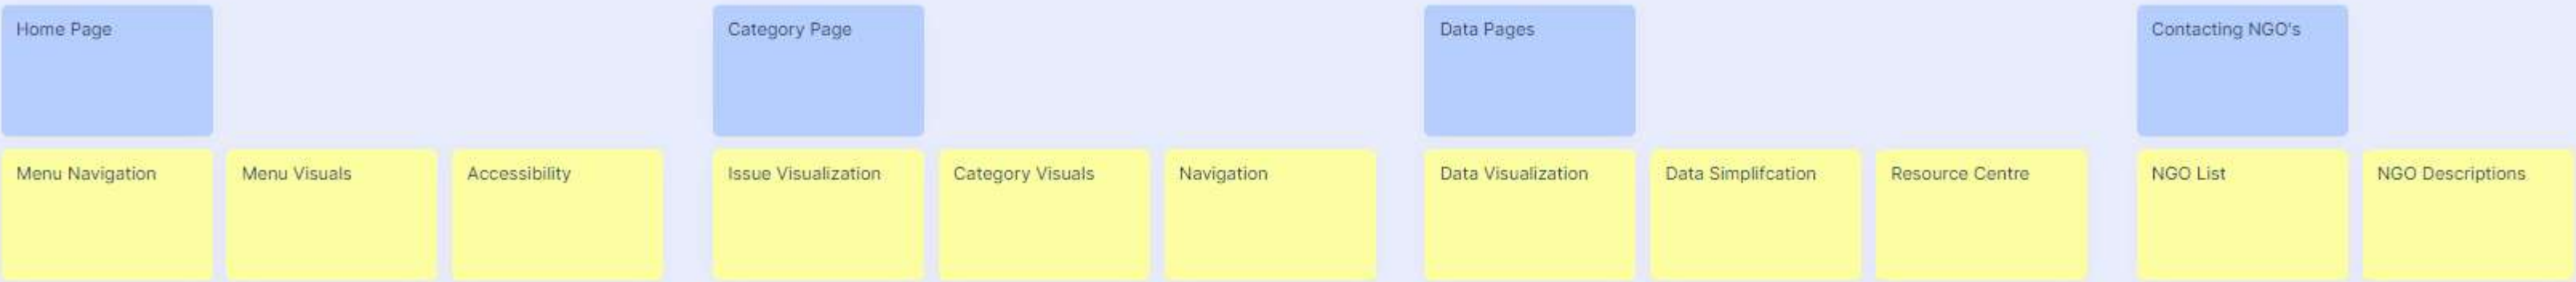 Home Page
Category Page
Data Pages
Contacting NGO's
Menu Navigation
Menu Visuals
Accessibility
Issue Visualization
Category Visuals
Navigation
Data Visualization
Data Simplifcation
Resource Centre
NGO List
NGO Descriptions